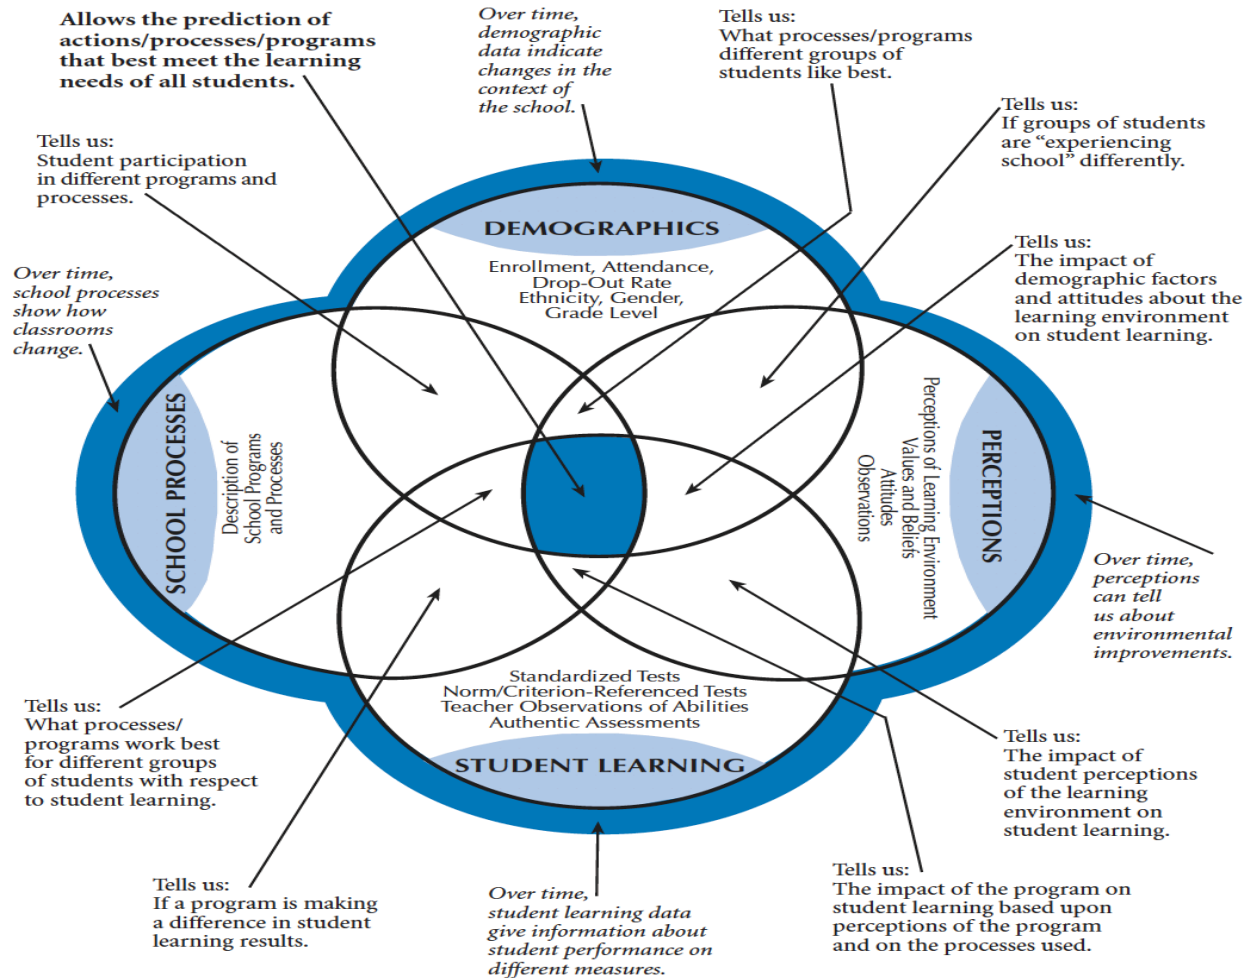 Allows the prediction of
actions/processes/programs
that best meet the learning
needs of all students.
Over time,
demographic
data indicate
changes in the
context of
the school.
Tells us:
What processes/programs
different groups of
students like best.
Tells us:
If groups of students
are “experiencing
school” differently.
Tells us:
Student participation
in different programs and
processes.
Tells us:
The impact of
demographic factors
and attitudes about the
learning environment
on student learning.
Over time,
school processes
show how
classrooms
change.
DEMOGRAPHICS
Enrollment, Attendance,
Drop-Out Rate
Ethnicity, Gender,
Grade Level
SCHOOL PROCESSES
Description of
School Programs
and Processes
PERCEPTIONS
Perceptions of Learning Environment
Values and Beliefs
Attitudes
Observations
Over time,
perceptions
can tell
us about
environmental
improvements.
Standardized Tests
Norm/Criterion-Referenced Tests
Teacher Observations of Abilities
Authentic Assessments
STUDENT LEARNING
Tells us:
What processes/
programs work best
for different groups
of students with respect
to student learning.
Tells us:
The impact of
student perceptions
of the learning
environment on
student learning.
Tells us:
If a program is making
a difference in student
learning results.
Over time,
student learning data
give information about
student performance on
different measures.
Tells us:
The impact of the program on
student learning based upon
perceptions of the program
and on the processes used.